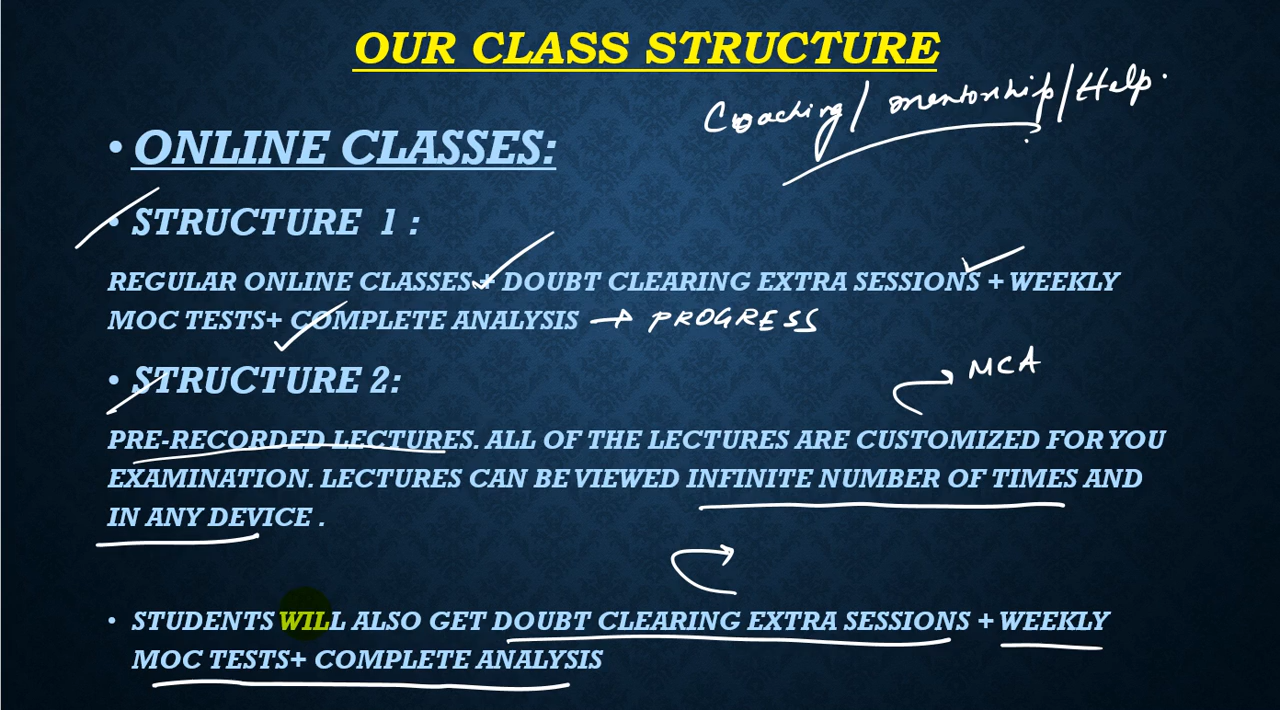 OUR CLASS STRUCTURE
Coaching/ mentorship/Help.
• ONLINE CLASSES:
• STRUCTURE 1 :
REGULAR ONLINE CLASSES + DOUBT CLEARING EXTRA SESSIONS + WEEKLY
MOC TESTS+ COMPLETE ANALYSIS → PROGRESS
• STRUCTURE 2:
MCA
PRE-RECORDED LECTURES. ALL OF THE LECTURES ARE CUSTOMIZED FOR YOU
EXAMINATION. LECTURES CAN BE VIEWED INFINITE NUMBER OF TIMES AND
IN ANY DEVICE .
• STUDENTS WILL ALSO GET DOUBT CLEARING EXTRA SESSIONS + WEEKLY
MOC TESTS+ COMPLETE ANALYSIS